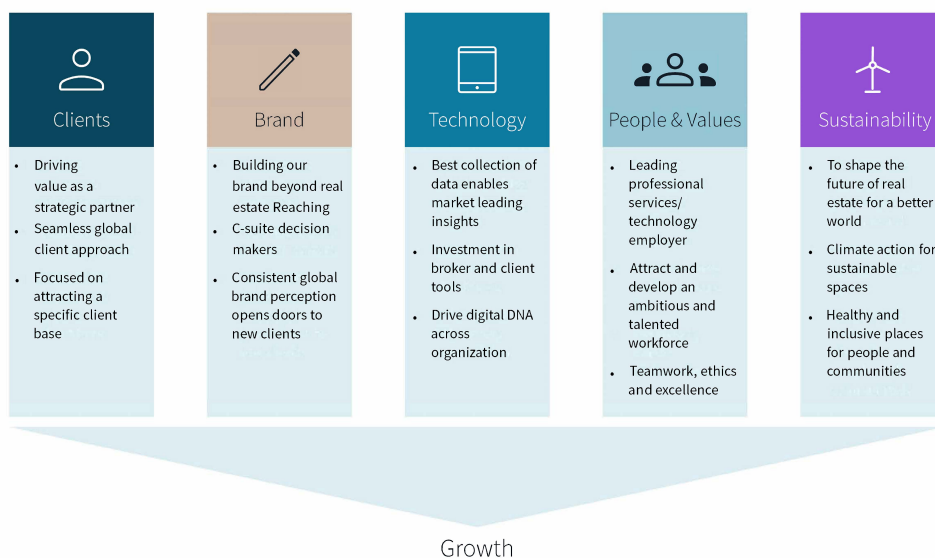 Clients
• Driving
value as a
strategic partner
• Seamless global
client approach
• Focused on
attracting a
specific client
base
Brand
• Building our
brand beyond real
estate Reaching
• C-suite decision
makers
• Consistent global
brand perception
opens doors to
new clients
Technology
• Best collection of
data enables
market leading
insights
• Investment in
broker and client
tools
• Drive digital DNA
across
organization
People & Values
• Leading
professional
services/
technology
employer
• Attract and
develop an
ambitious and
talented
workforce
• Teamwork, ethics
and excellence
Sustainability
• To shape the
future of real
estate for a better
world
• Climate action for
sustainable
spaces
• Healthy and
inclusive places
for people and
communities
Growth